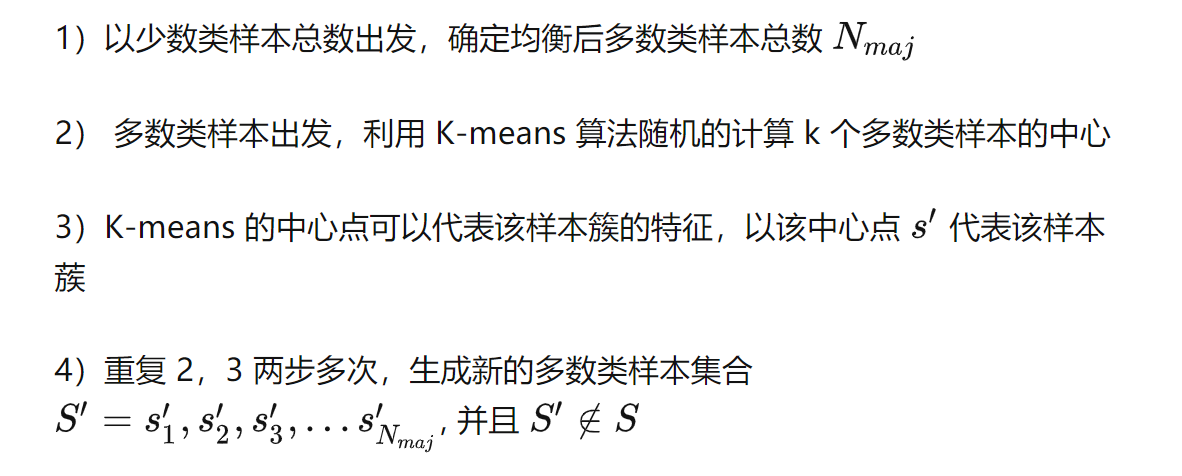 1）以少数类样本总数出发，确定均衡后多数类样本总数 N_{maj}
2） 多数类样本出发，利用 K-means 算法随机的计算 k 个多数类样本的中心
3）K-means 的中心点可以代表该样本簇的特征，以该中心点 s′ 代表该样本
蔟
4）重复 2，3 两步多次，生成新的多数类样本集合
S′ = s′_1, s′_2, s′_3, ... s′_{N_{maj}}, 并且 S′ ∉ S